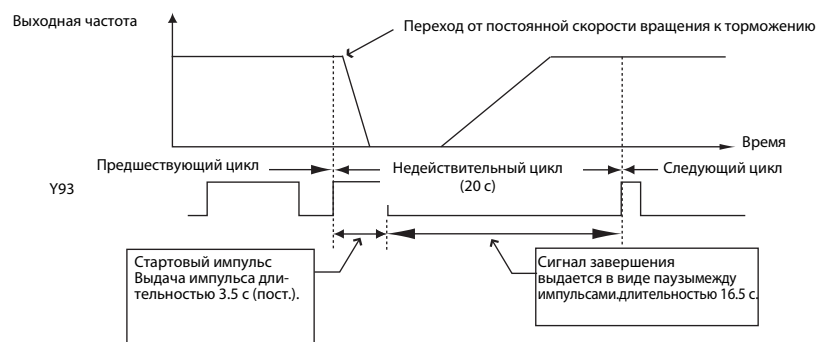 Выходная частота
Переход от постоянной скорости вращения к торможению
Время
Предшествующий цикл
Недействительный цикл
(20 с)
Следующий цикл
Y93
Стартовый импульс
Выдача импульса дли-
тельностью 3.5 с (пост.).
Сигнал завершения
выдается в виде паузымежду
импульсами.длительностью 16.5 с.